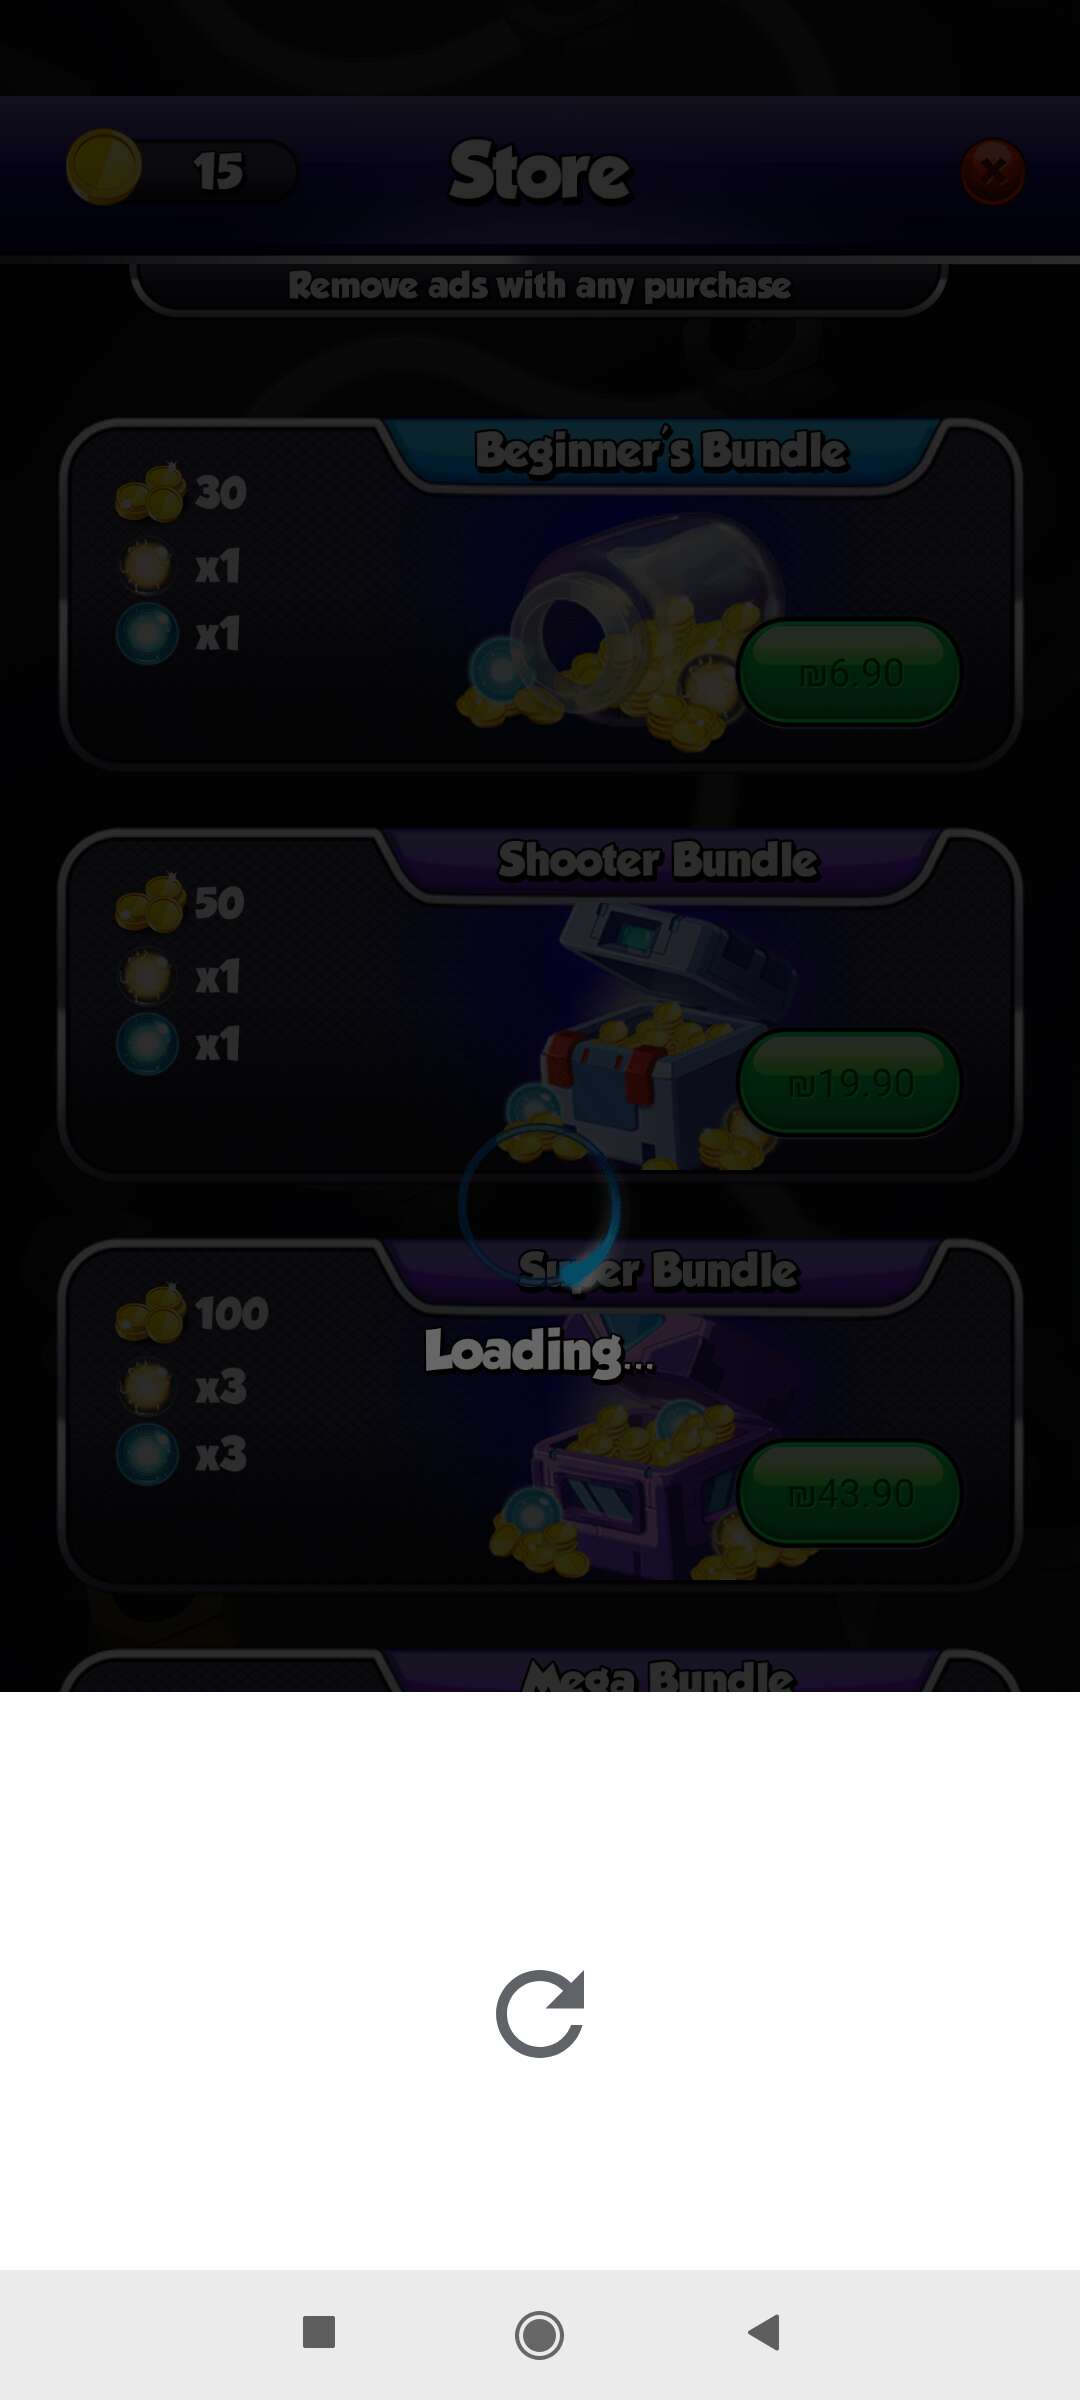 15
Store
Remove ads with any purchase
Beginner's Bundle
30
x1
x1
₪6.90
Shooter Bundle
50
x1
x1
₪19.90
Super Bundle
100
Loading...
x3
x3
₪43.90
Mega Bundle